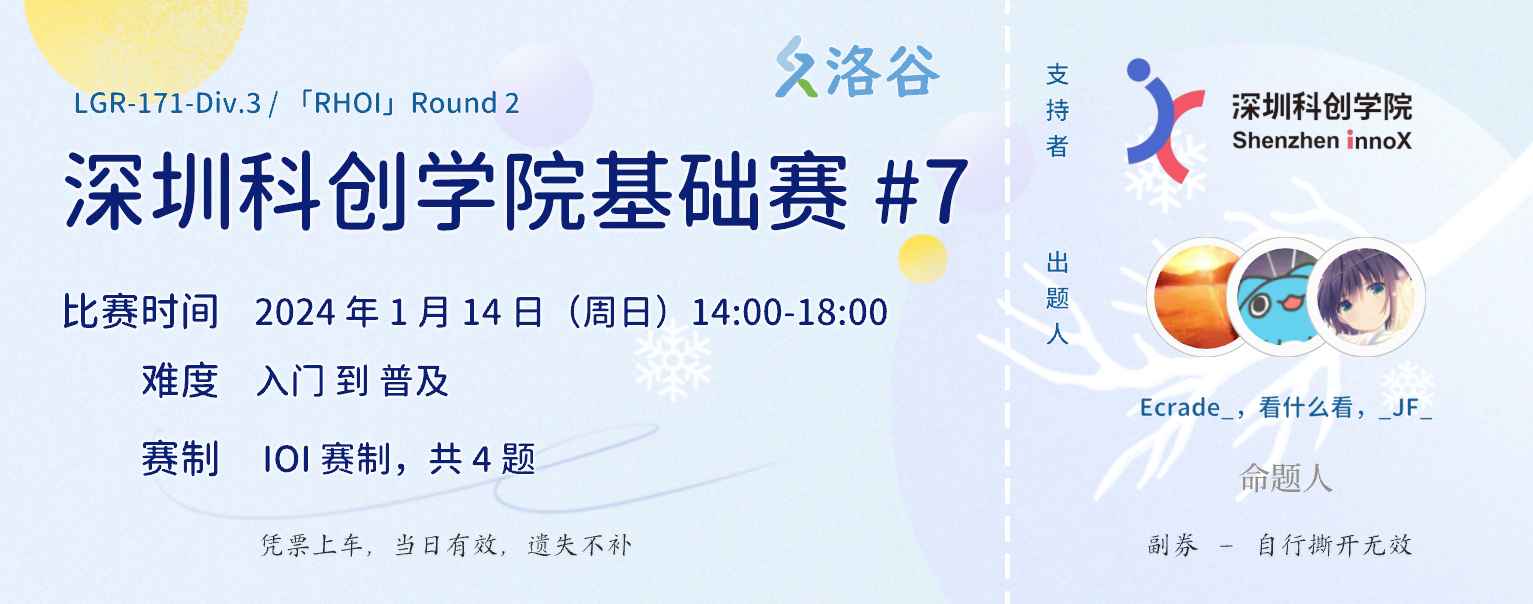 LGR-171-Div.3 / 「RHOI」Round 2
洛谷
深圳科创学院基础赛 #7
比赛时间 2024 年 1 月 14 日（周日）14:00-18:00
难度 入门 到 普及
赛制 IOI 赛制，共 4 题
凭票上车，当日有效，遗失不补
支持者
深圳科创学院
Shenzhen innoX
出题人
Ecrade_，看什么看，_JF_
命题人
副券 – 自行撕开无效